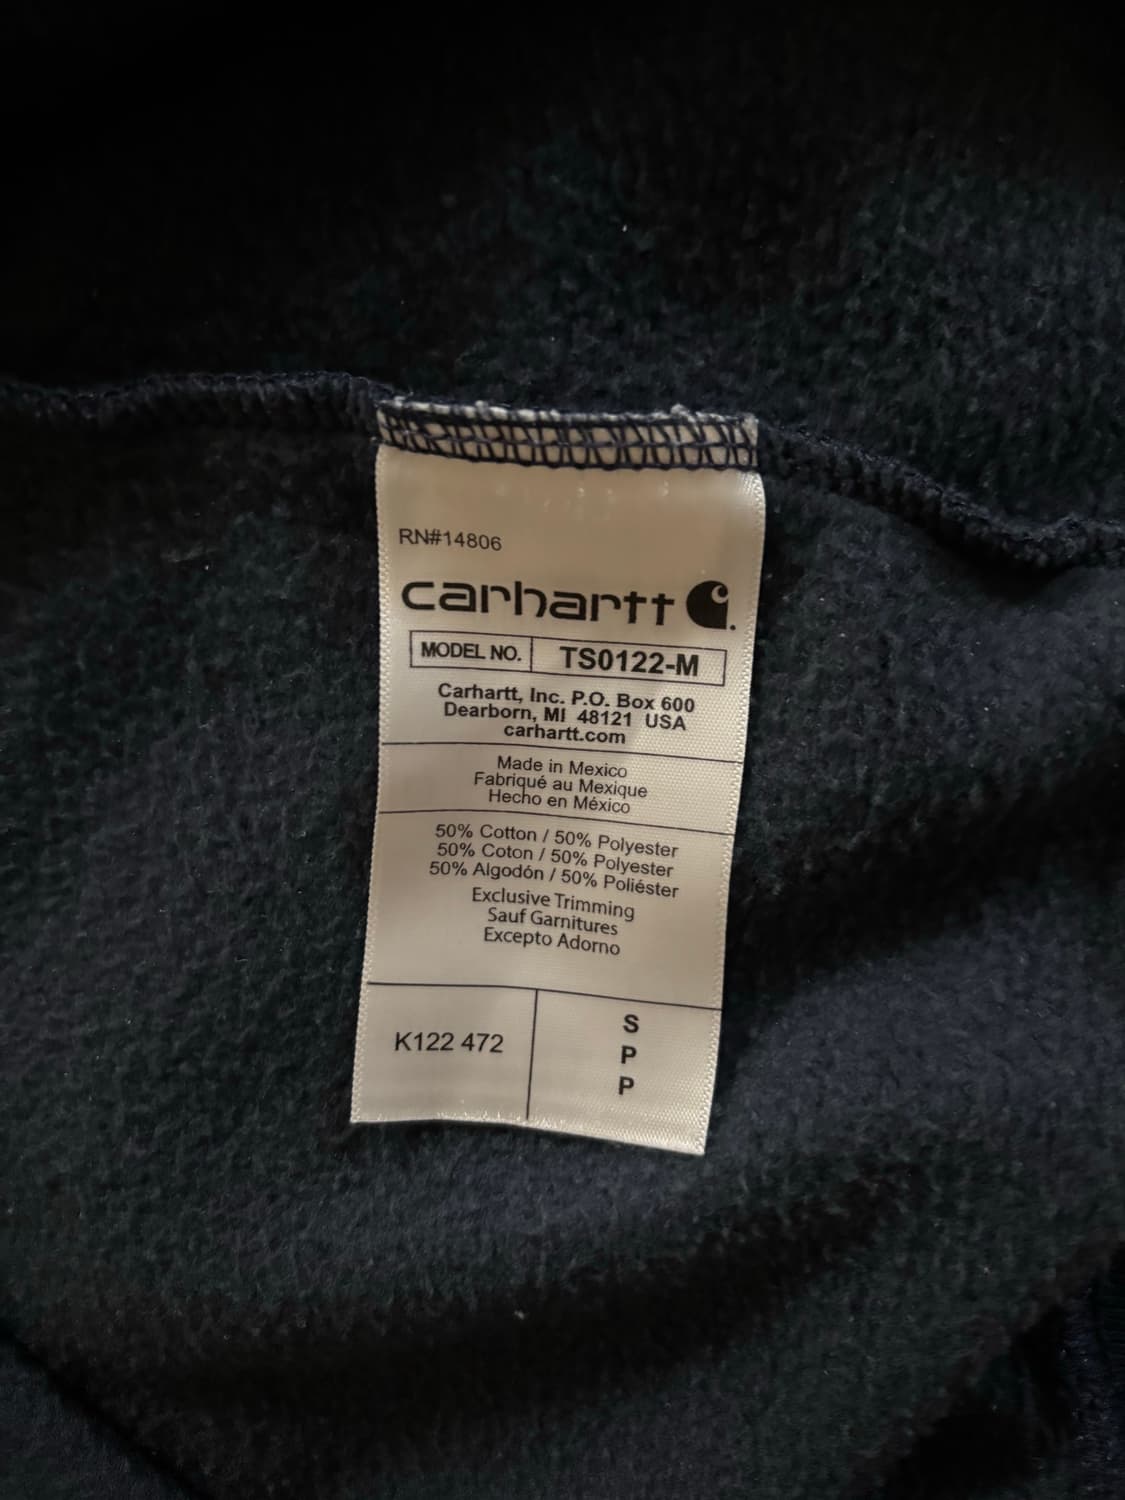 RN#14806
carhartt
MODEL NO. TS0122-M
Carhartt, Inc. P.O. Box 600
Dearborn, MI 48121 USA
carhartt.com
Made in Mexico
Fabriqué au Mexique
Hecho en México
50% Cotton / 50% Polyester
50% Coton / 50% Polyester
50% Algodón / 50% Poliéster
Exclusive Trimming
Sauf Garnitures
Excepto Adorno
K122 472
S
P
P